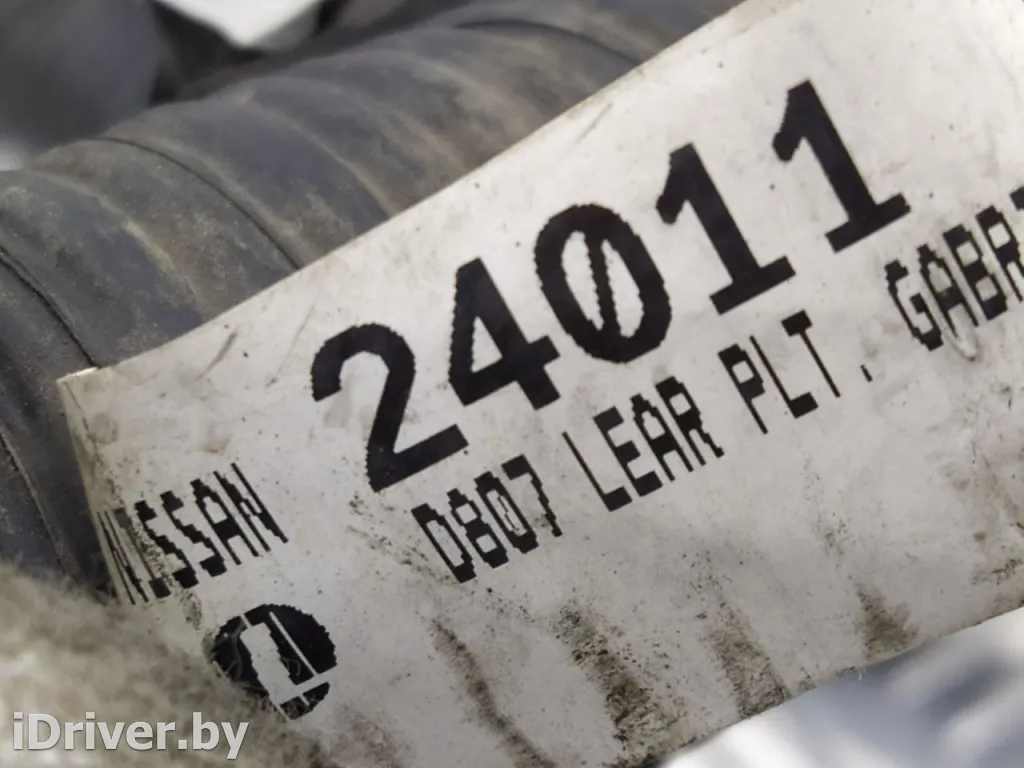 24011
NISSAN D807 LEAR PLT.
iDriver.by